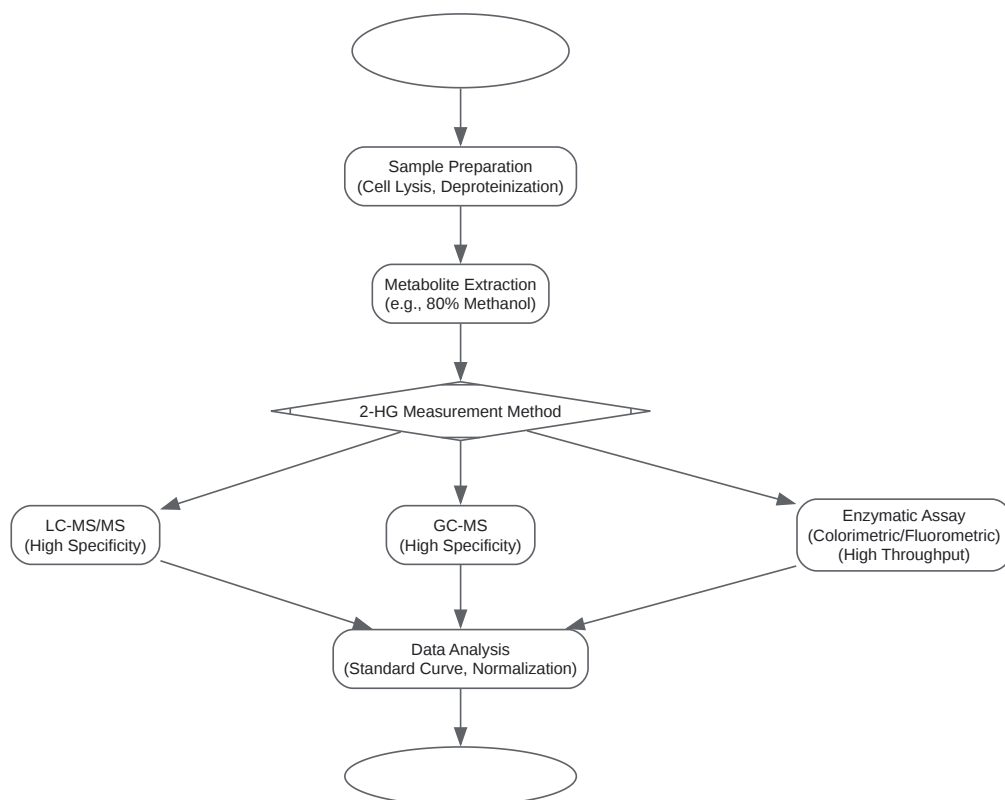 Sample Preparation
(Cell Lysis, Deproteinization)
Metabolite Extraction
(e.g., 80% Methanol)
2-HG Measurement Method
LC-MS/MS
(High Specificity)
GC-MS
(High Specificity)
Enzymatic Assay
(Colorimetric/Fluorometric)
(High Throughput)
Data Analysis
(Standard Curve, Normalization)